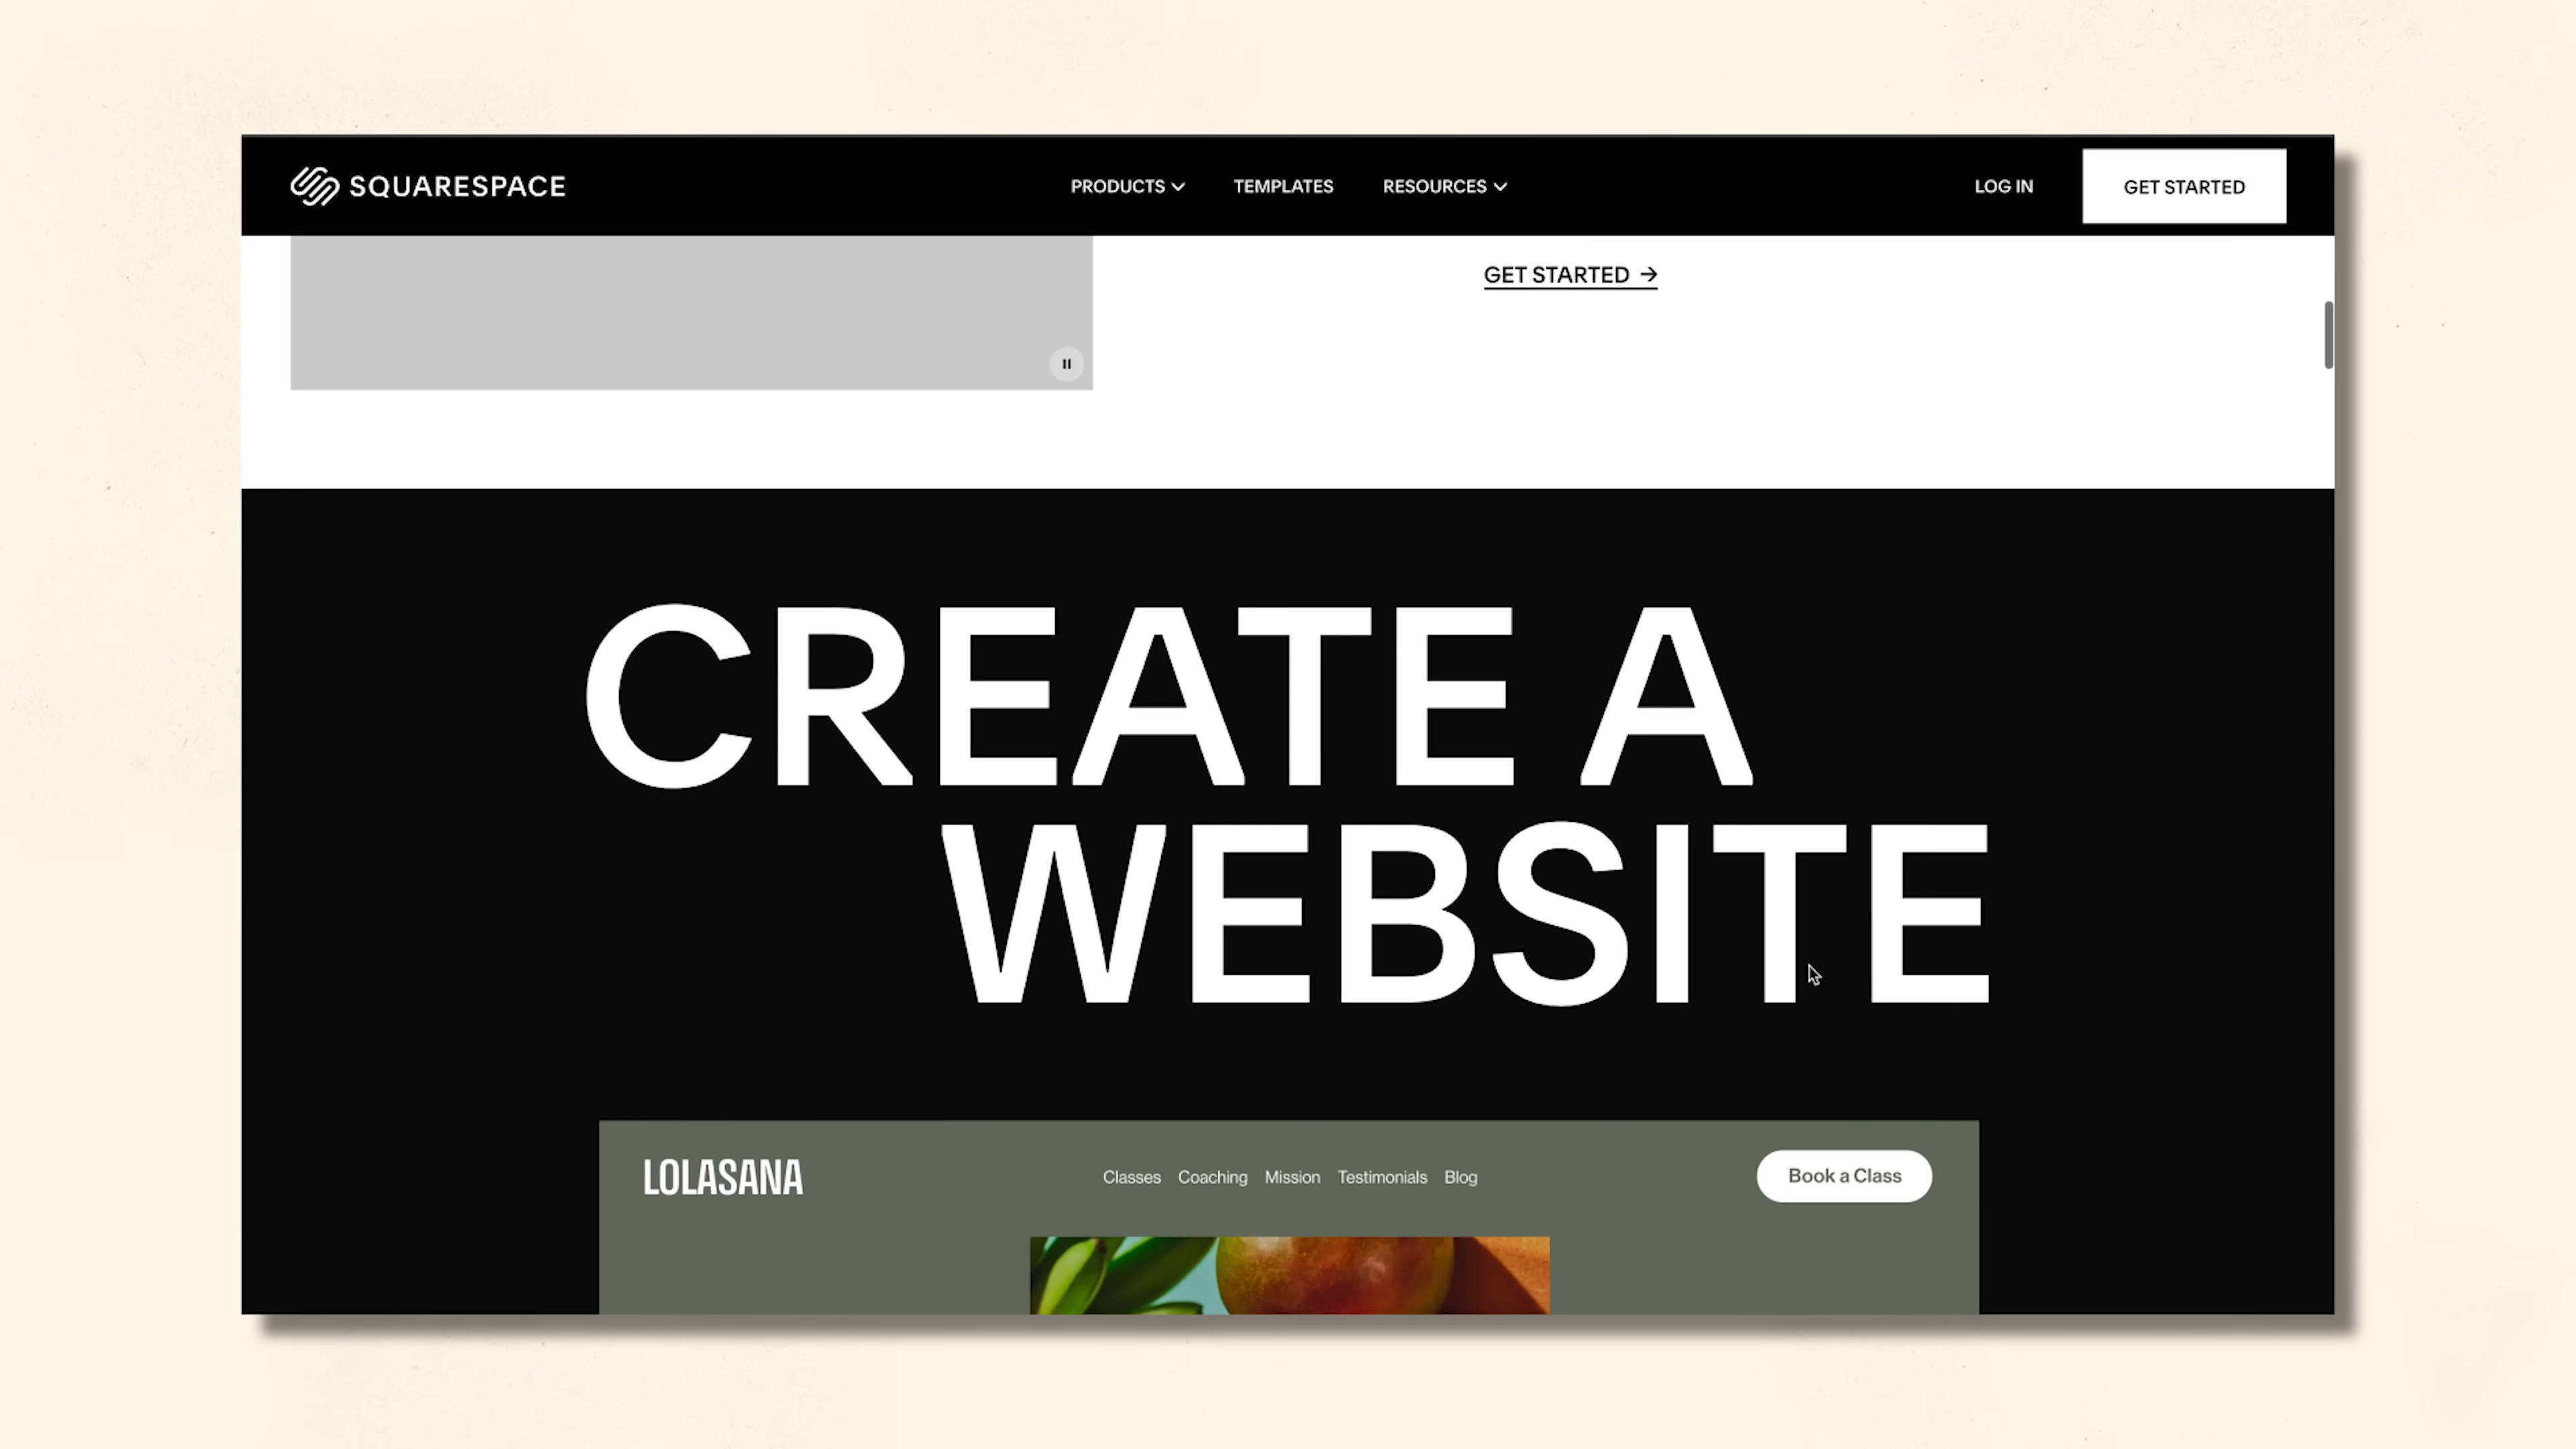 SQUARESPACE
PRODUCTS TEMPLATES RESOURCES
LOG IN
GET STARTED
GET STARTED →
CREATE A
WEBSITE
LOLASANA
Classes Coaching Mission Testimonials Blog
Book a Class